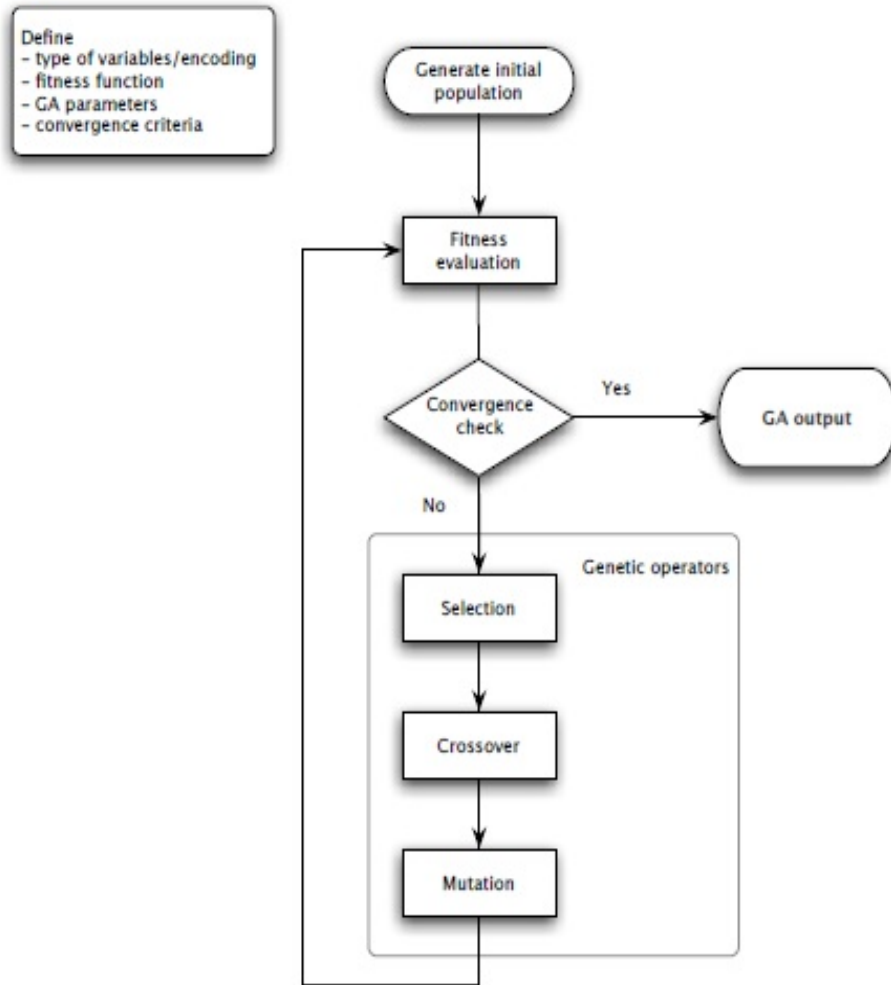 Define
- type of variables/encoding
- fitness function
- GA parameters
- convergence criteria
Generate initial
population
Fitness
evaluation
Convergence
check
Yes
GA output
No
Genetic operators
Selection
Crossover
Mutation